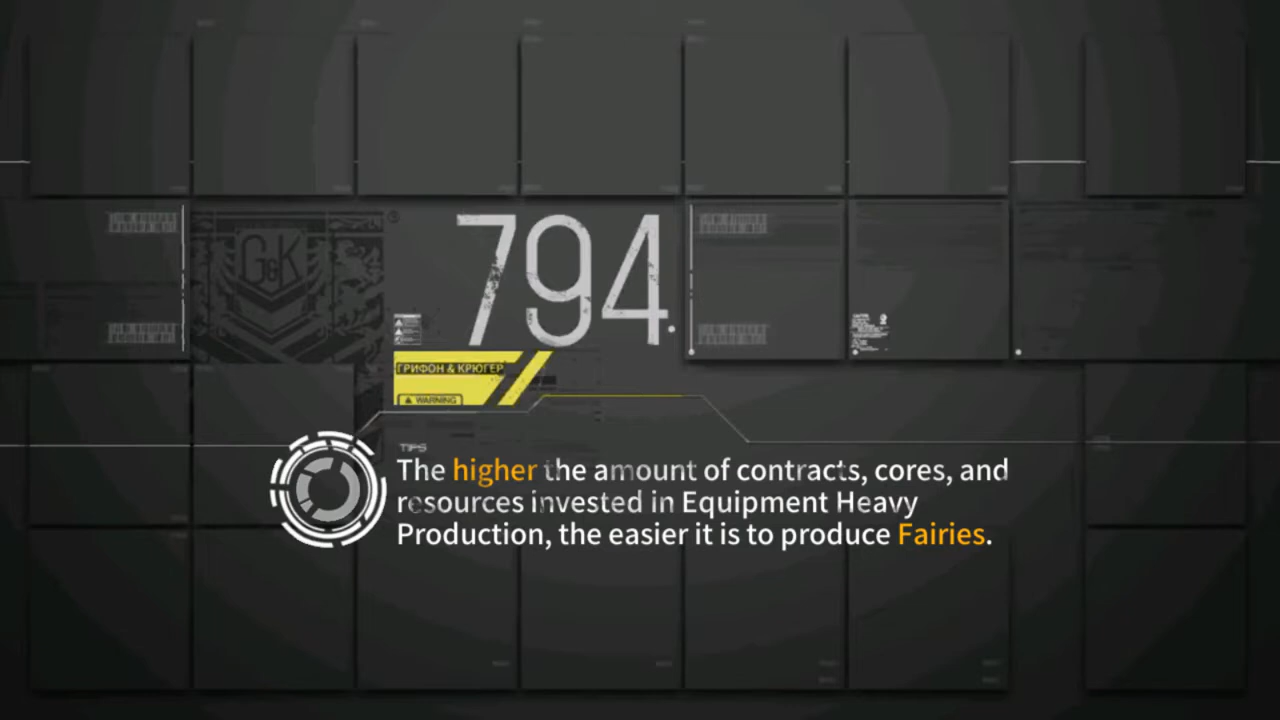 G&K
794.
ГРИФОН & КРЮГЕР
WARNING
TIPS
The higher the amount of contracts, cores, and
resources invested in Equipment Heavy
Production, the easier it is to produce Fairies.